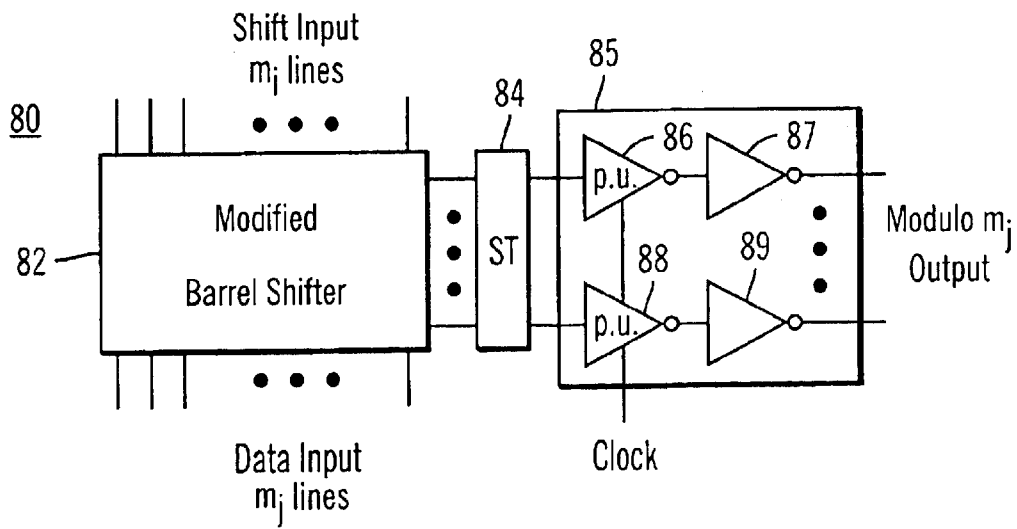 Shift Input
m_j lines
80
84
85
86
87
p.u.
Modified
Barrel Shifter
82
ST
Modulo m_j
Output
88
89
p.u.
Data Input
m_j lines
Clock